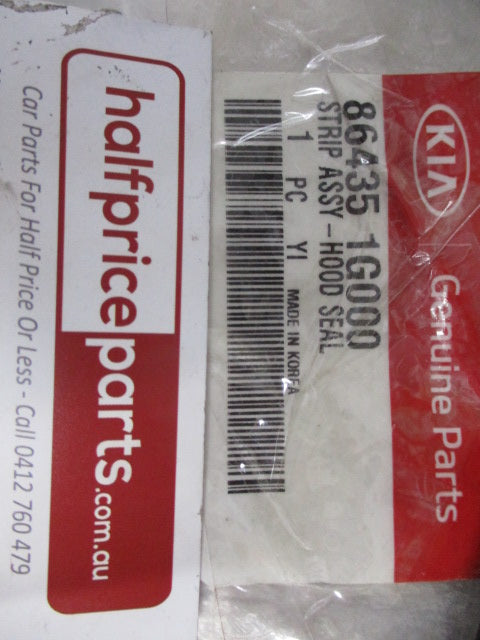 KIA Genuine Parts
86435 1G000
STRIP ASSY-HOOD SEAL
1 PC YI MADE IN KOREA
halfpriceparts.com.au
Car Parts For Half Price Or Less - Call 0412 760 479